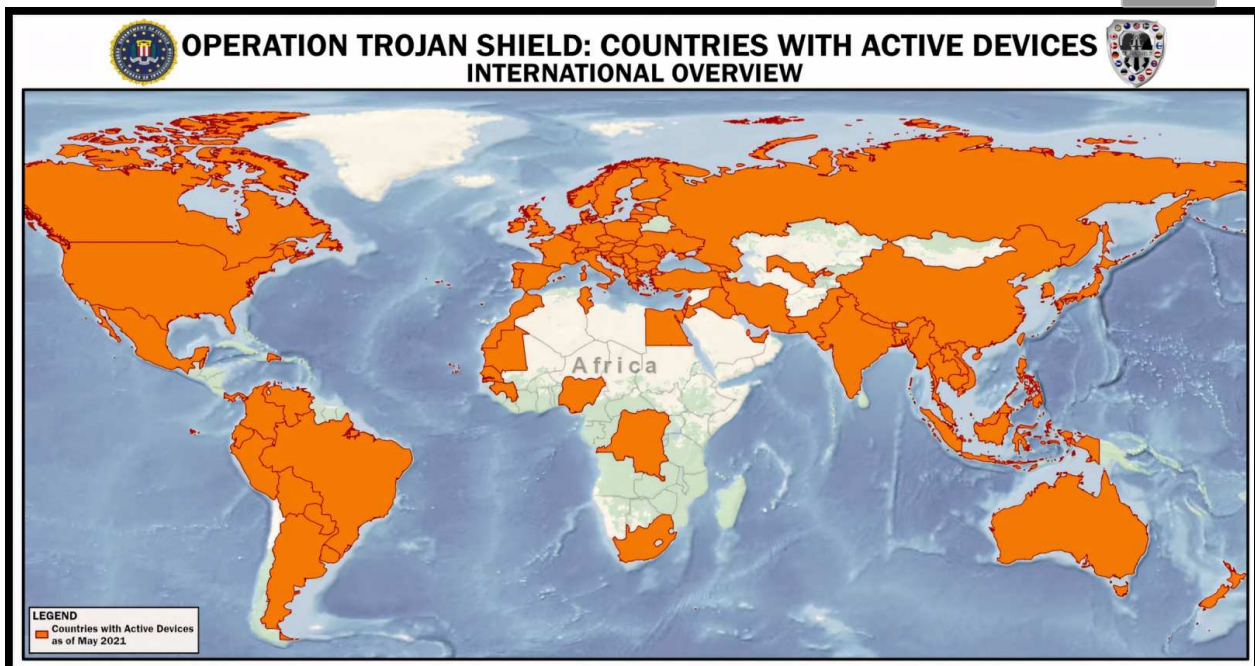 OPERATION TROJAN SHIELD: COUNTRIES WITH ACTIVE DEVICES
INTERNATIONAL OVERVIEW
Africa
LEGEND
Countries with Active Devices
as of May 2021